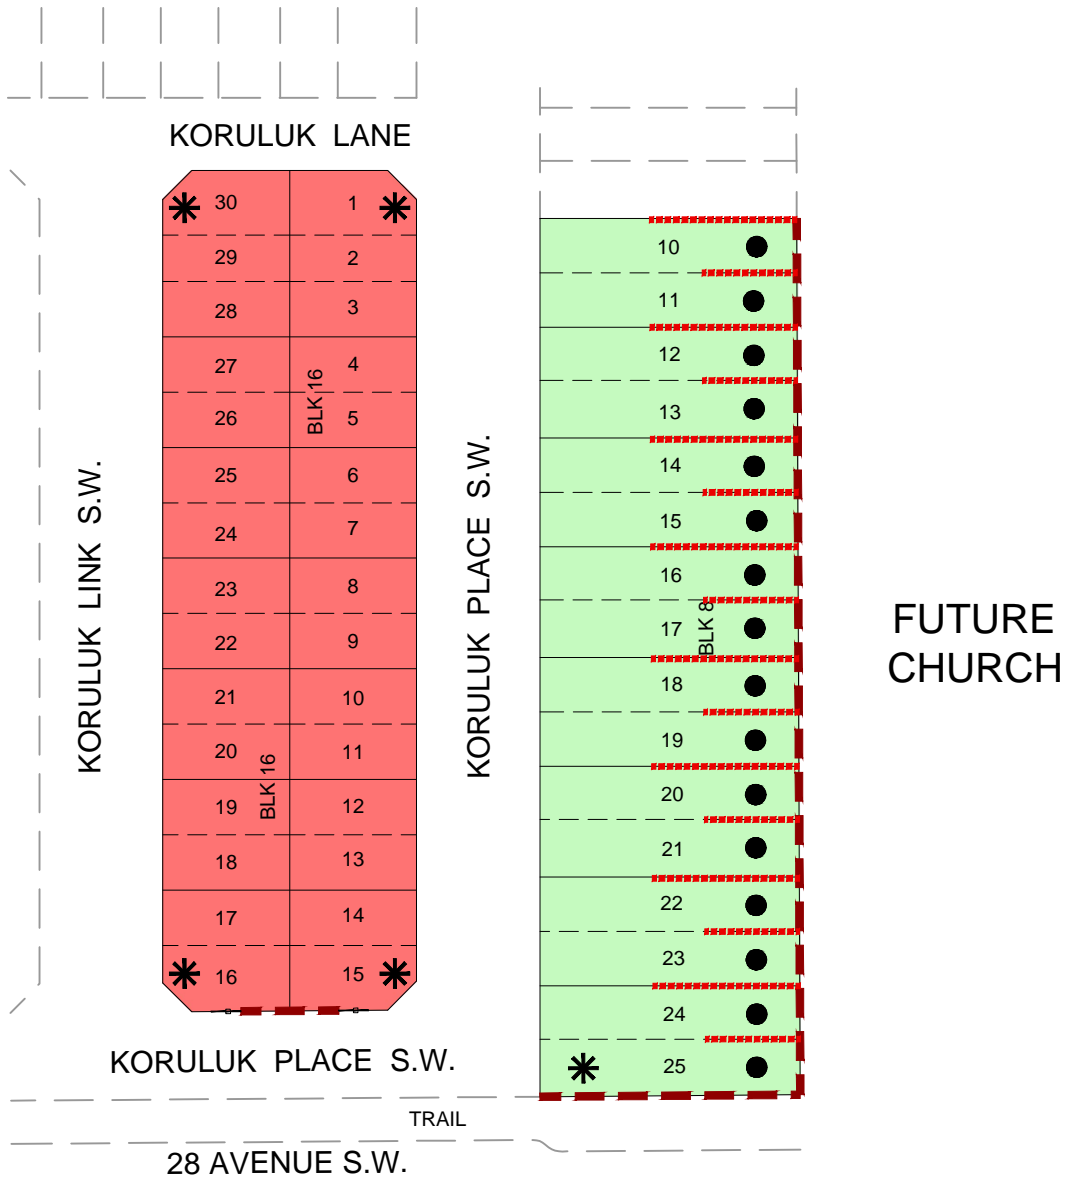 KORULUK LANE
30 1
29 2
28 3
27 4
26 5
25 6
24 7
23 8
22 9
21 10
20 11
19 12
18 13
17 14
16 15
BLK 16
BLK 16
KORULUK LINK S.W.
KORULUK PLACE S.W.
10
11
12
13
14
15
16
17
18
19
20
21
22
23
24
25
BLK 8
FUTURE
CHURCH
KORULUK PLACE S.W.
TRAIL
28 AVENUE S.W.